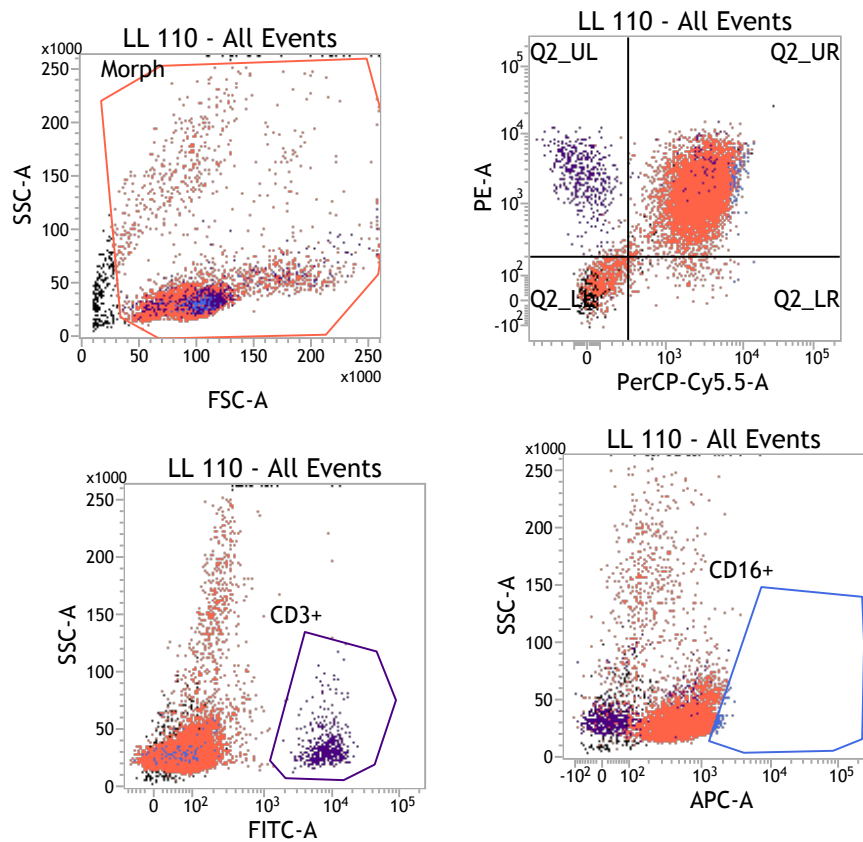 LL 110 - All Events
x1000
Morph
250
200
150
100
50
0
SSC-A
0 50 100 150 200 250
x1000
FSC-A
LL 110 - All Events
Q2_UL
Q2_UR
10^5
10^4
10^3
10^2
0
-10^2
PE-A
Q2_LR
0 10^3 10^4 10^5
PerCP-Cy5.5-A
LL 110 - All Events
x1000
250
200
150
100
50
0
SSC-A
CD3+
0 10^2 10^3 10^4 10^5
FITC-A
LL 110 - All Events
x1000
250
200
150
100
50
0
SSC-A
CD16+
-10^2 0 10^2 10^3 10^4 10^5
APC-A